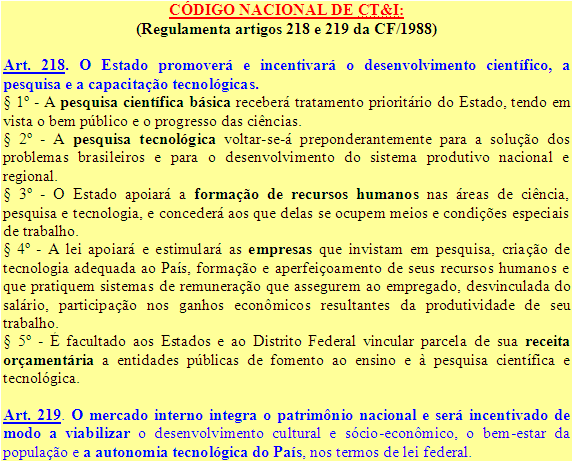 CÓDIGO NACIONAL DE CT&I:
(Regulamenta artigos 218 e 219 da CF/1988)
Art. 218. O Estado promoverá e incentivará o desenvolvimento científico, a
pesquisa e a capacitação tecnológicas.
§ 1º - A pesquisa científica básica receberá tratamento prioritário do Estado, tendo em
vista o bem público e o progresso das ciências.
§ 2º - A pesquisa tecnológica voltar-se-á preponderantemente para a solução dos
problemas brasileiros e para o desenvolvimento do sistema produtivo nacional e
regional.
§ 3º - O Estado apoiará a formação de recursos humanos nas áreas de ciência,
pesquisa e tecnologia, e concederá aos que delas se ocupem meios e condições especiais
de trabalho.
§ 4º - A lei apoiará e estimulará as empresas que invistam em pesquisa, criação de
tecnologia adequada ao País, formação e aperfeiçoamento de seus recursos humanos e
que pratiquem sistemas de remuneração que assegurem ao empregado, desvinculada do
salário, participação nos ganhos econômicos resultantes da produtividade de seu
trabalho.
§ 5º - É facultado aos Estados e ao Distrito Federal vincular parcela de sua receita
orçamentária a entidades públicas de fomento ao ensino e à pesquisa científica e
tecnológica.
Art. 219. O mercado interno integra o patrimônio nacional e será incentivado de
modo a viabilizar o desenvolvimento cultural e sócio-econômico, o bem-estar da
população e a autonomia tecnológica do País, nos termos de lei federal.